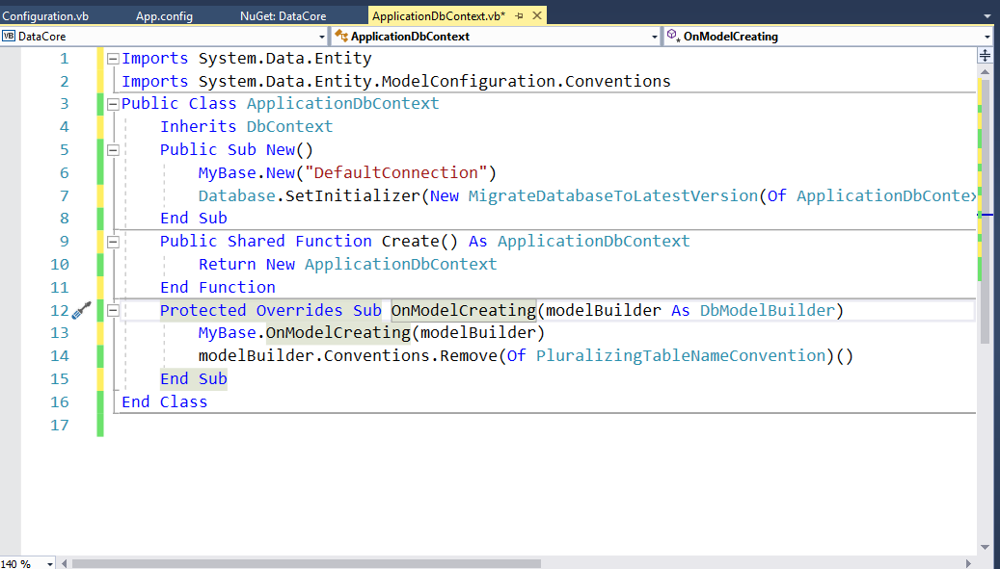 Configuration.vb App.config NuGet: DataCore ApplicationDbContext.vb*
VB DataCore ApplicationDbContext OnModelCreating
1 Imports System.Data.Entity
2 Imports System.Data.Entity.ModelConfiguration.Conventions
3 Public Class ApplicationDbContext
4 Inherits DbContext
5 Public Sub New()
6 MyBase.New("DefaultConnection")
7 Database.SetInitializer(New MigrateDatabaseToLatestVersion(Of ApplicationDbContex
8 End Sub
9 Public Shared Function Create() As ApplicationDbContext
10 Return New ApplicationDbContext
11 End Function
12 Protected Overrides Sub OnModelCreating(modelBuilder As DbModelBuilder)
13 MyBase.OnModelCreating(modelBuilder)
14 modelBuilder.Conventions.Remove(Of PluralizingTableNameConvention)()
15 End Sub
16 End Class
17
140 %